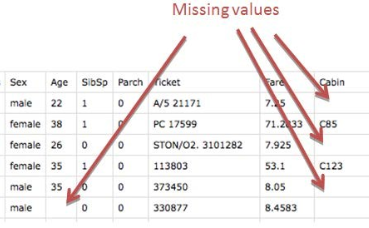 Missing values
Sex Age SibSp Parch Ticket Fare Cabin
male 22 1 0 A/5 21171 7.25
female 38 1 0 PC 17599 71.2833 C85
female 26 0 0 STON/O2. 3101282 7.925
female 35 1 0 113803 53.1 C123
male 35 0 0 373450 8.05
male 0 0 330877 8.4583